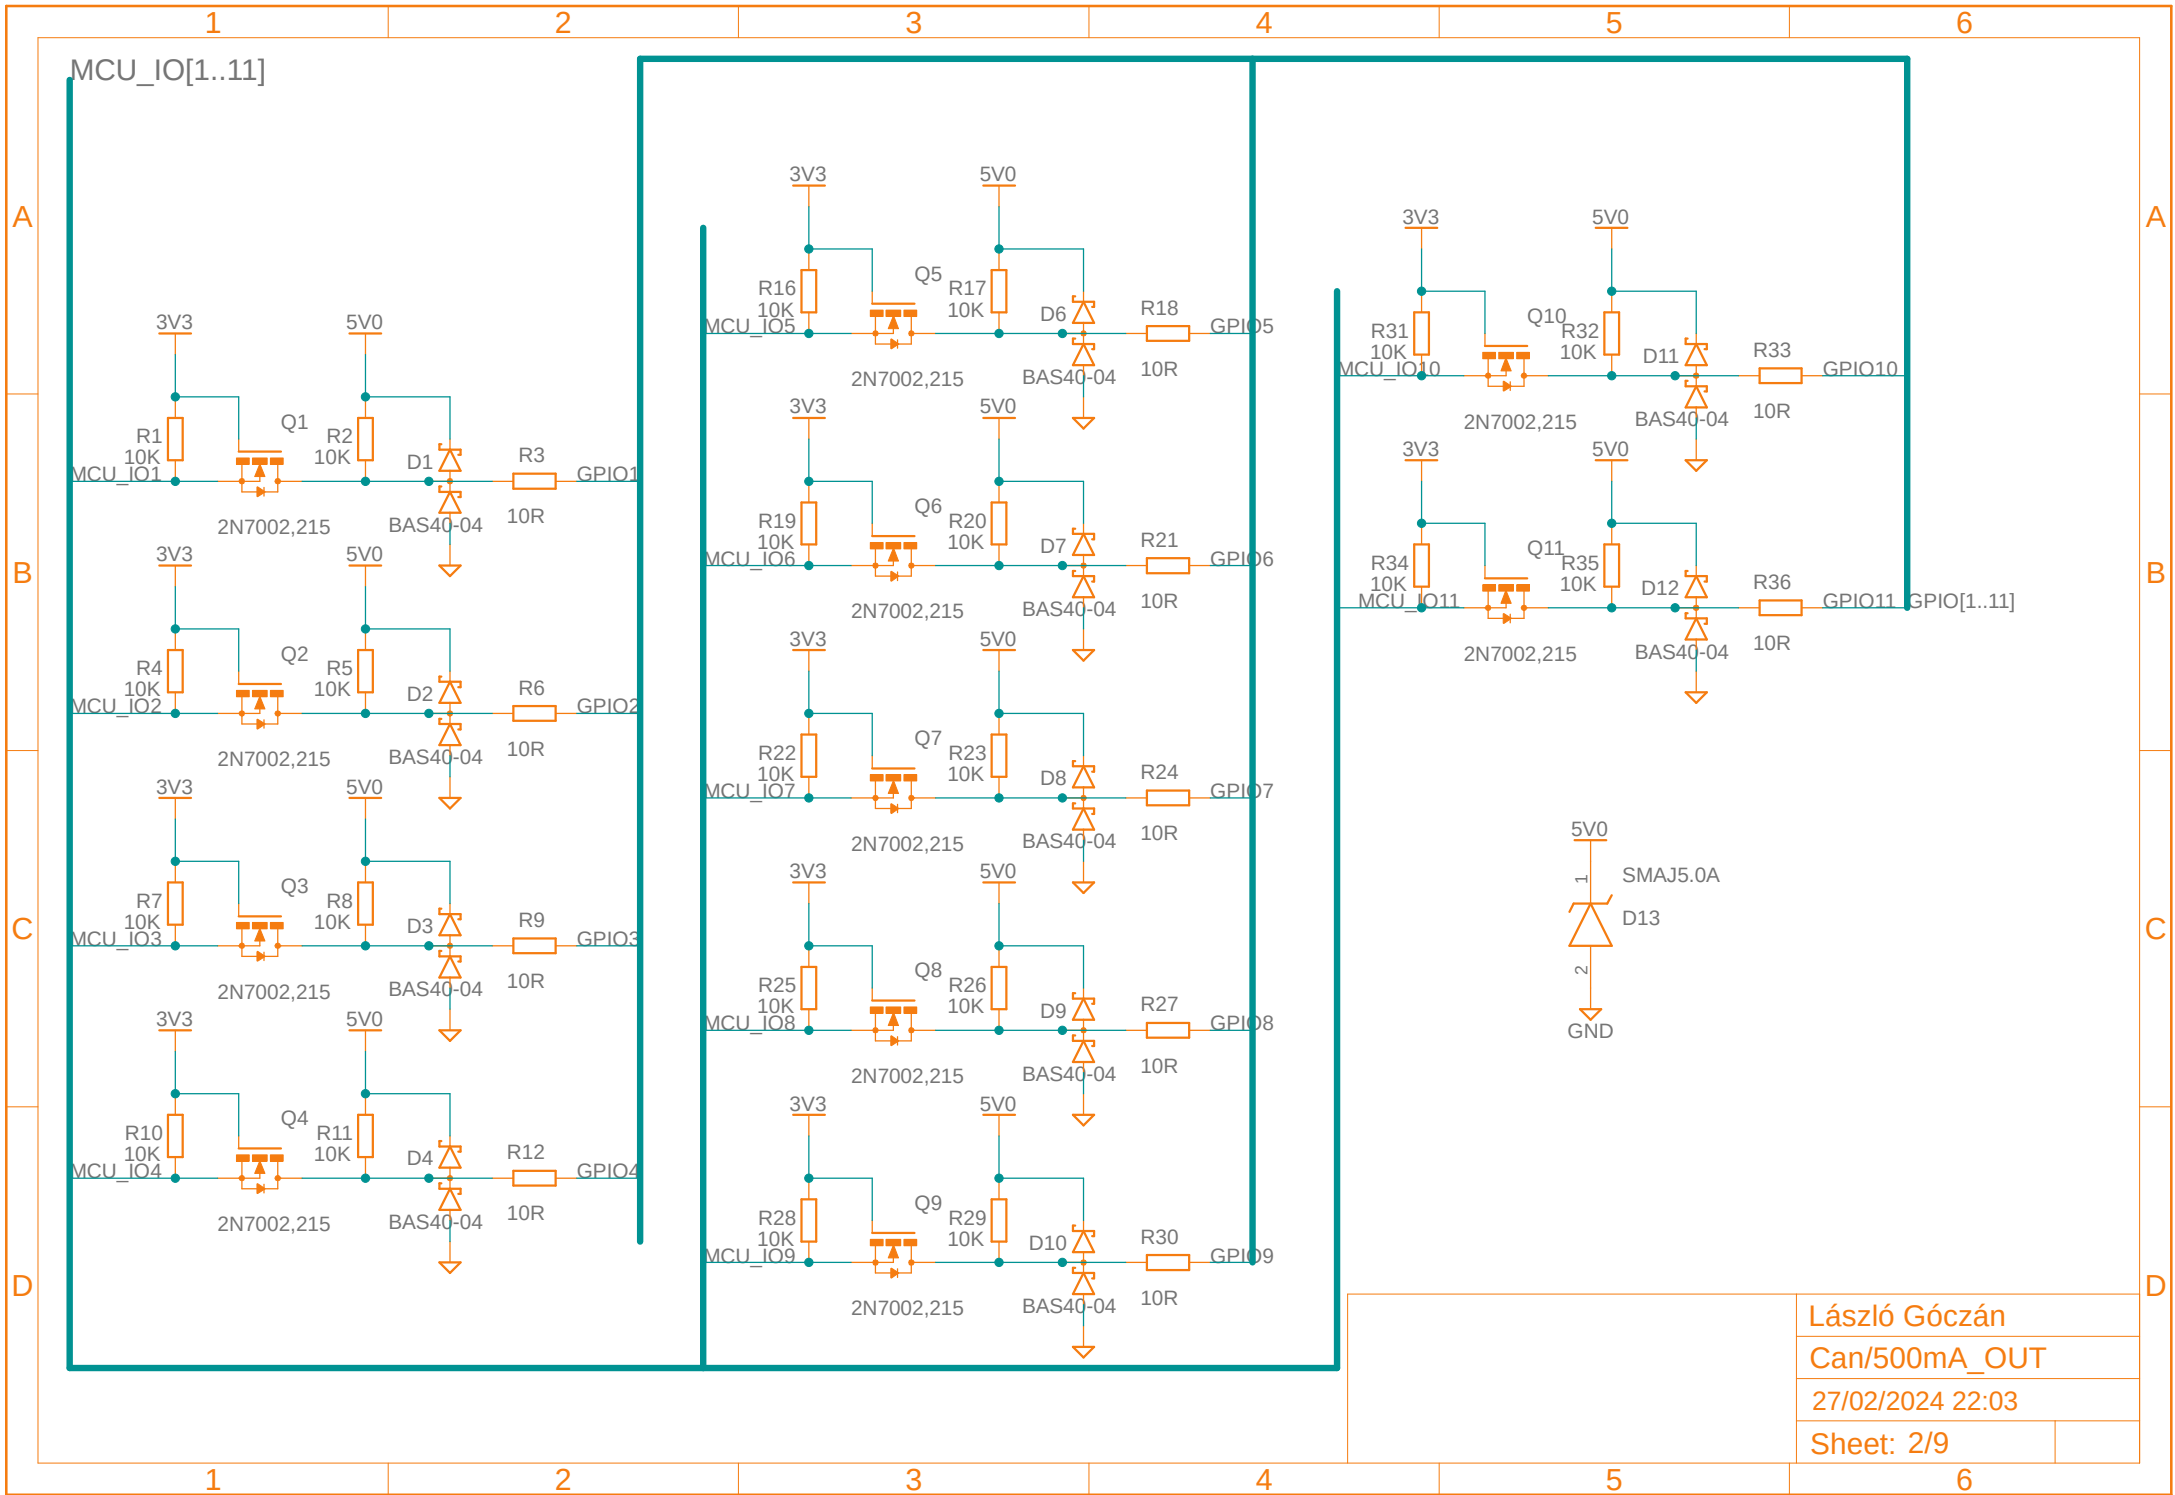 1 2 3 4 5 6
MCU_IO[1..11]
A A
B B
C C
D D
3V3 5V0
Q1
R1 10K
R2 10K
D1
R3
MCU_IO1
GPIO1
2N7002,215
BAS40-04
10R
3V3 5V0
Q2
R4 10K
R5 10K
D2
R6
MCU_IO2
GPIO2
2N7002,215
BAS40-04
10R
3V3 5V0
Q3
R7 10K
R8 10K
D3
R9
MCU_IO3
GPIO3
2N7002,215
BAS40-04
10R
3V3 5V0
Q4
R10 10K
R11 10K
D4
R12
MCU_IO4
GPIO4
2N7002,215
BAS40-04
10R
3V3 5V0
Q5
R16 10K
R17 10K
D6
R18
MCU_IO5
GPIO5
2N7002,215
BAS40-04
10R
3V3 5V0
Q6
R19 10K
R20 10K
D7
R21
MCU_IO6
GPIO6
2N7002,215
BAS40-04
10R
3V3 5V0
Q7
R22 10K
R23 10K
D8
R24
MCU_IO7
GPIO7
2N7002,215
BAS40-04
10R
3V3 5V0
Q8
R25 10K
R26 10K
D9
R27
MCU_IO8
GPIO8
2N7002,215
BAS40-04
10R
3V3 5V0
Q9
R28 10K
R29 10K
D10
R30
MCU_IO9
GPIO9
2N7002,215
BAS40-04
10R
3V3 5V0
Q10
R31 10K
R32 10K
D11
R33
MCU_IO10
GPIO10
2N7002,215
BAS40-04
10R
3V3 5V0
Q11
R34 10K
R35 10K
D12
R36
MCU_IO11
GPIO11
GPIO[1..11]
2N7002,215
BAS40-04
10R
5V0
1
SMAJ5.0A
D13
2
GND
László Góczán
Can/500mA_OUT
27/02/2024 22:03
Sheet: 2/9
1 2 3 4 5 6